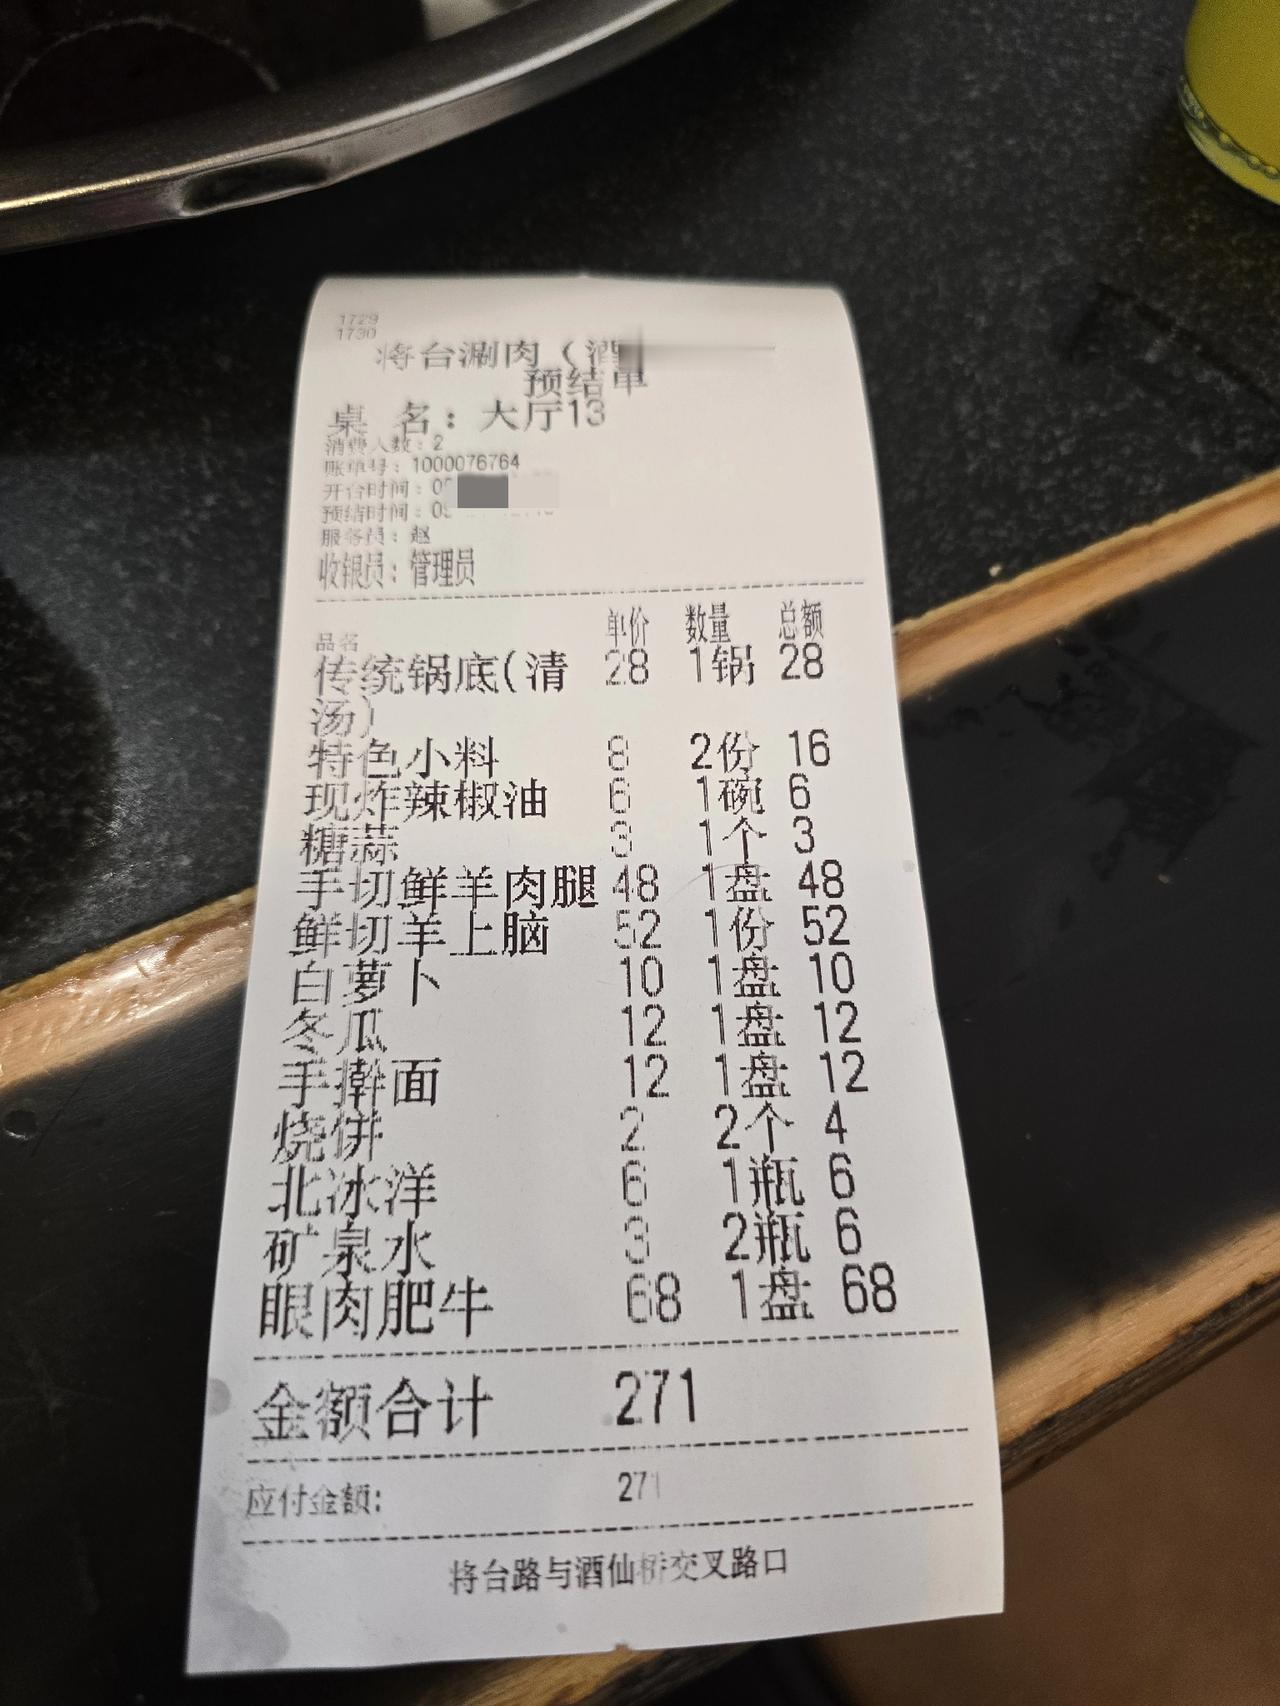 1729
1730
将台涮肉（酒
预结单
桌 名：大厅13
消费人数：2
账单号：1000076764
开台时间：0
预结时间：0
服务员：赵
收银员：管理员
品名 单价 数量 总额
传统锅底(清 28 1锅 28
汤)
特色小料 8 2份 16
现炸辣椒油 6 1碗 6
糖蒜 3 1个 3
手切鲜羊肉腿 48 1盘 48
鲜切羊上脑 52 1份 52
白萝卜 10 1盘 10
冬瓜 12 1盘 12
手擀面 12 1盘 12
烧饼 2 2个 4
北冰洋 6 1瓶 6
矿泉水 3 2瓶 6
眼肉肥牛 68 1盘 68
金额合计 271
应付金额: 271
将台路与酒仙桥交叉路口